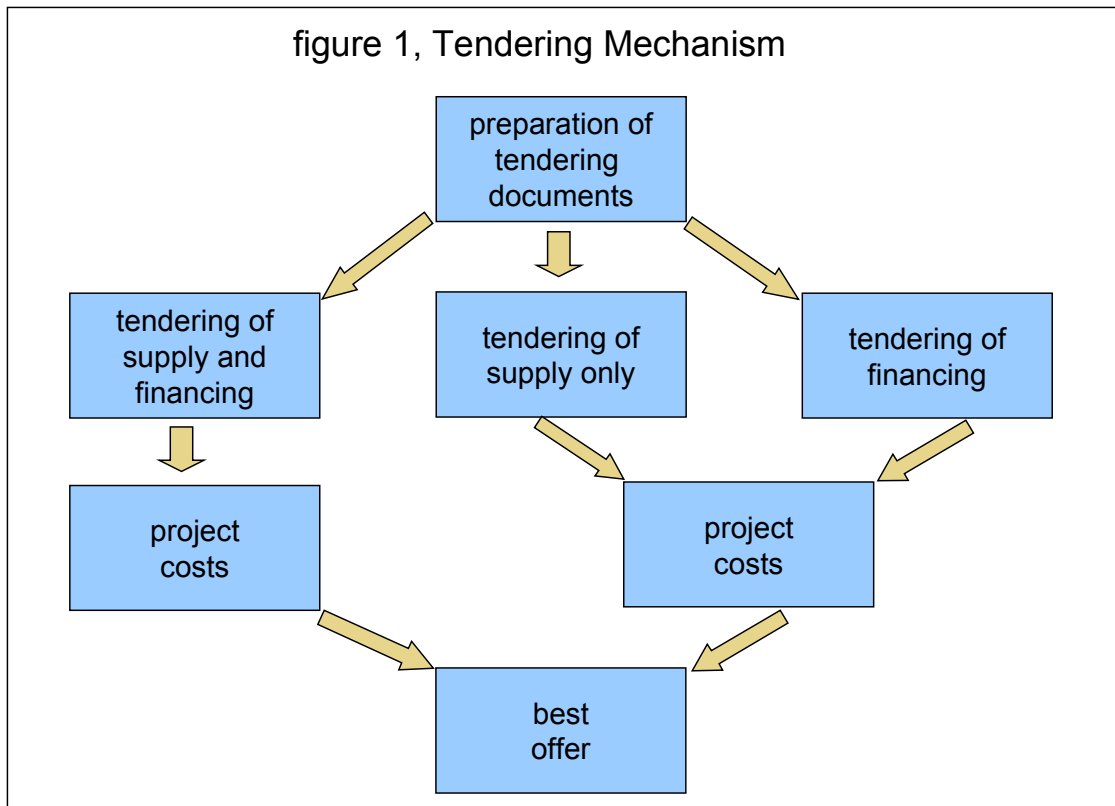 figure 1, Tendering Mechanism
preparation of
tendering
documents
tendering of
supply and
financing
tendering of
supply only
tendering of
financing
project
costs
project
costs
best
offer